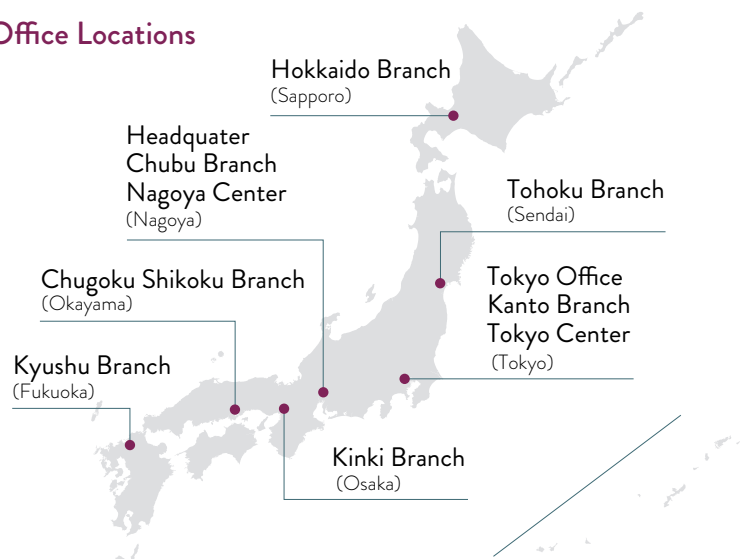 Office Locations
Hokkaido Branch
(Sapporo)
Headquater
Chubu Branch
Nagoya Center
(Nagoya)
Tohoku Branch
(Sendai)
Chugoku Shikoku Branch
(Okayama)
Tokyo Office
Kanto Branch
Tokyo Center
(Tokyo)
Kyushu Branch
(Fukuoka)
Kinki Branch
(Osaka)